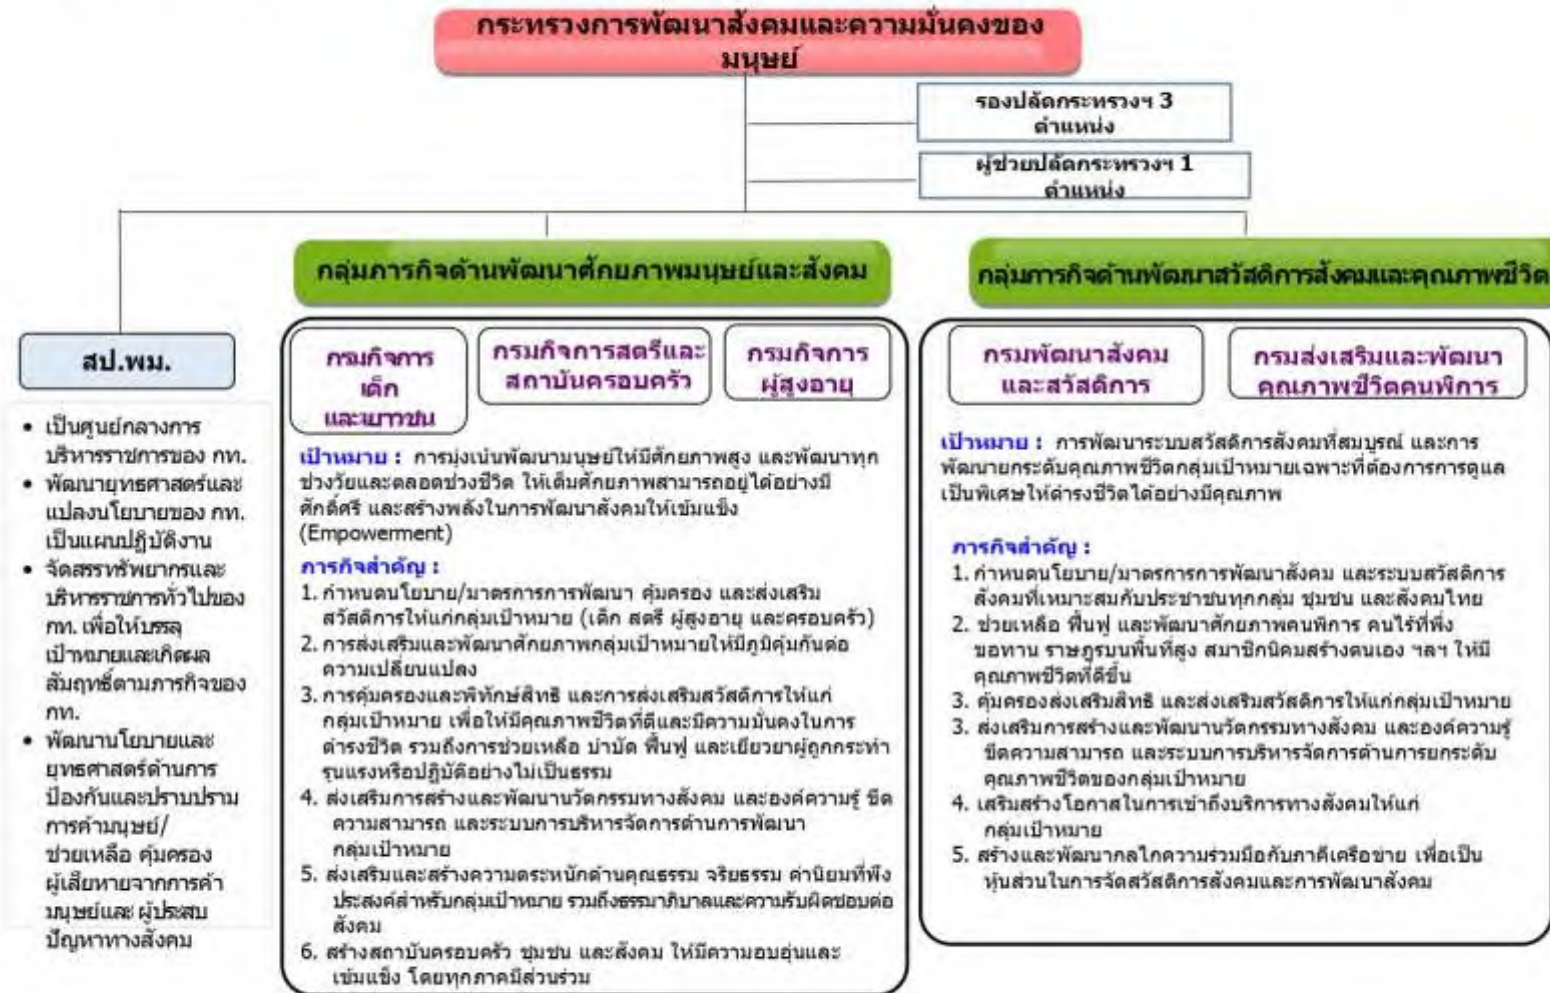 กระทรวงการพัฒนาสังคมและความมั่นคงของ
มนุษย์
รองปลัดกระทรวงฯ 3
ตำแหน่ง
ผู้ช่วยปลัดกระทรวงฯ 1
ตำแหน่ง
สป.พม.
• เป็นศูนย์กลางการ
บริหารราชการของ กท.
• พัฒนายุทธศาสตร์และ
แปลงนโยบายของ กท.
เป็นแผนปฏิบัติงาน
• จัดสรรทรัพยากรและ
บริหารราชการทั่วไปของ
กท. เพื่อให้บรรลุ
เป้าหมายและเกิดผล
สัมฤทธิ์ตามภารกิจของ
กท.
• พัฒนานโยบายและ
ยุทธศาสตร์ด้านการ
ป้องกันและปราบปราม
การค้ามนุษย์/
ช่วยเหลือ คุ้มครอง
ผู้เสียหายจากการค้า
มนุษย์และ ผู้ประสบ
ปัญหาทางสังคม
กลุ่มภารกิจด้านพัฒนาศักยภาพมนุษย์และสังคม
กรมกิจการ
เด็ก
และเยาวชน
กรมกิจการสตรีและ
สถาบันครอบครัว
กรมกิจการ
ผู้สูงอายุ
เป้าหมาย : การมุ่งเน้นพัฒนามนุษย์ให้มีศักยภาพสูง และพัฒนาทุก
ช่วงวัยและตลอดช่วงชีวิต ให้เต็มศักยภาพสามารถอยู่ได้อย่างมี
ศักดิ์ศรี และสร้างพลังในการพัฒนาสังคมให้เข้มแข็ง
(Empowerment)
ภารกิจสำคัญ :
1. กำหนดนโยบาย/มาตรการการพัฒนา คุ้มครอง และส่งเสริม
สวัสดิการให้แก่กลุ่มเป้าหมาย (เด็ก สตรี ผู้สูงอายุ และครอบครัว)
2. การส่งเสริมและพัฒนาศักยภาพกลุ่มเป้าหมายให้มีภูมิคุ้มกันต่อ
ความเปลี่ยนแปลง
3. การคุ้มครองและพิทักษ์สิทธิ และการส่งเสริมสวัสดิการให้แก่
กลุ่มเป้าหมาย เพื่อให้มีคุณภาพชีวิตที่ดีและมีความมั่นคงในการ
ดำรงชีวิต รวมถึงการช่วยเหลือ บำบัด ฟื้นฟู และเยียวยาผู้ถูกกระทำ
รุนแรงหรือปฏิบัติอย่างไม่เป็นธรรม
4. ส่งเสริมการสร้างและพัฒนานวัตกรรมทางสังคม และองค์ความรู้ ขีด
ความสามารถ และระบบการบริหารจัดการด้านการพัฒนา
กลุ่มเป้าหมาย
5. ส่งเสริมและสร้างความตระหนักด้านคุณธรรม จริยธรรม ค่านิยมที่พึง
ประสงค์สำหรับกลุ่มเป้าหมาย รวมถึงธรรมาภิบาลและความรับผิดชอบต่อ
สังคม
6. สร้างสถาบันครอบครัว ชุมชน และสังคม ให้มีความอบอุ่นและ
เข้มแข็ง โดยทุกภาคมีส่วนร่วม
กลุ่มภารกิจด้านพัฒนาสวัสดิการสังคมและคุณภาพชีวิต
กรมพัฒนาสังคม
และสวัสดิการ
กรมส่งเสริมและพัฒนา
คุณภาพชีวิตคนพิการ
เป้าหมาย : การพัฒนาระบบสวัสดิการสังคมที่สมบูรณ์ และการ
พัฒนายกระดับคุณภาพชีวิตกลุ่มเป้าหมายเฉพาะที่ต้องการการดูแล
เป็นพิเศษให้ดำรงชีวิตได้อย่างมีคุณภาพ
ภารกิจสำคัญ :
1. กำหนดนโยบาย/มาตรการการพัฒนาสังคม และระบบสวัสดิการ
สังคมที่เหมาะสมกับประชาชนทุกกลุ่ม ชุมชน และสังคมไทย
2. ช่วยเหลือ ฟื้นฟู และพัฒนาศักยภาพคนพิการ คนไร้ที่พึ่ง
ขอทาน ราษฎรบนพื้นที่สูง สมาชิกนิคมสร้างตนเอง ฯลฯ ให้มี
คุณภาพชีวิตที่ดีขึ้น
3. คุ้มครองส่งเสริมสิทธิ และส่งเสริมสวัสดิการให้แก่กลุ่มเป้าหมาย
3. ส่งเสริมการสร้างและพัฒนานวัตกรรมทางสังคม และองค์ความรู้
ขีดความสามารถ และระบบการบริหารจัดการด้านการยกระดับ
คุณภาพชีวิตของกลุ่มเป้าหมาย
4. เสริมสร้างโอกาสในการเข้าถึงบริการทางสังคมให้แก่
กลุ่มเป้าหมาย
5. สร้างและพัฒนากลไกความร่วมมือกับภาคีเครือข่าย เพื่อเป็น
หุ้นส่วนในการจัดสวัสดิการสังคมและการพัฒนาสังคม